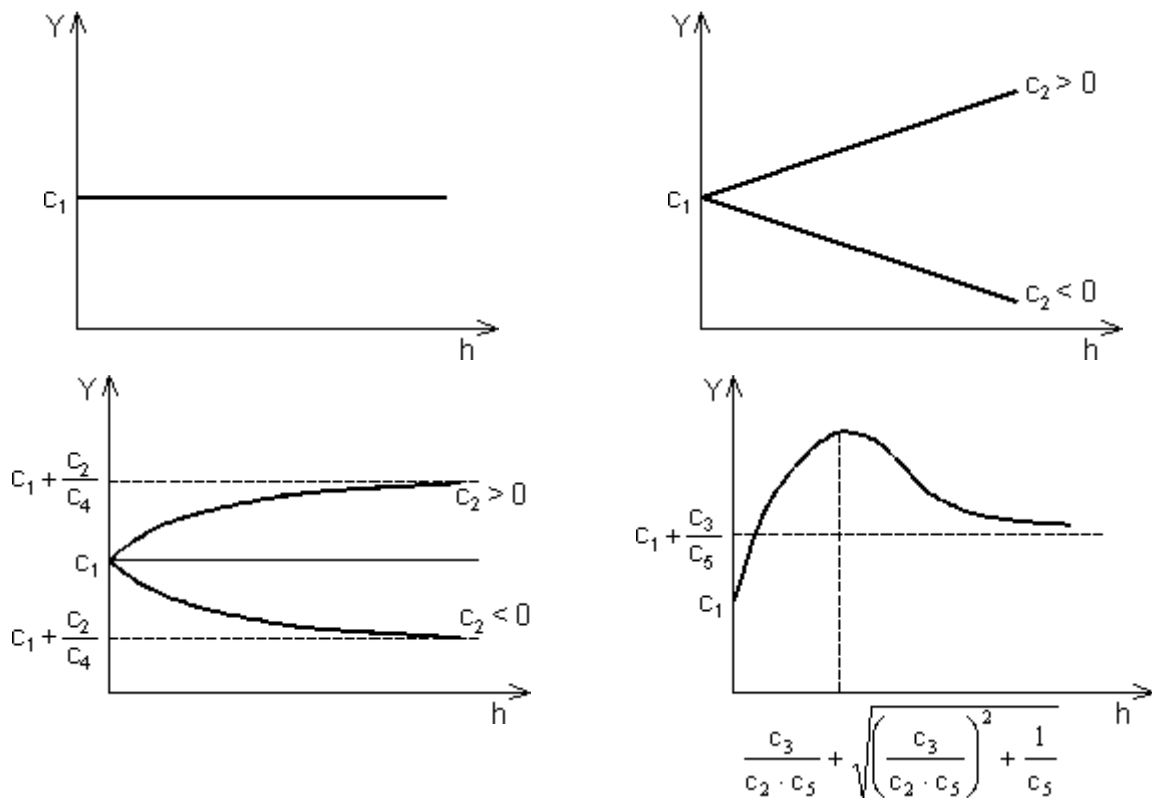 Y
c₁
h
Y
c₂ > 0
c₁
c₂ < 0
h
Y
c₁ + c₂/c₄
c₂ > 0
c₁
c₂ < 0
c₁ + c₂/c₄
h
Y
c₁ + c₃/c₅
c₁
h
c₃/(c₂ · c₅) + √((c₃/(c₂ · c₅))² + 1/c₅)